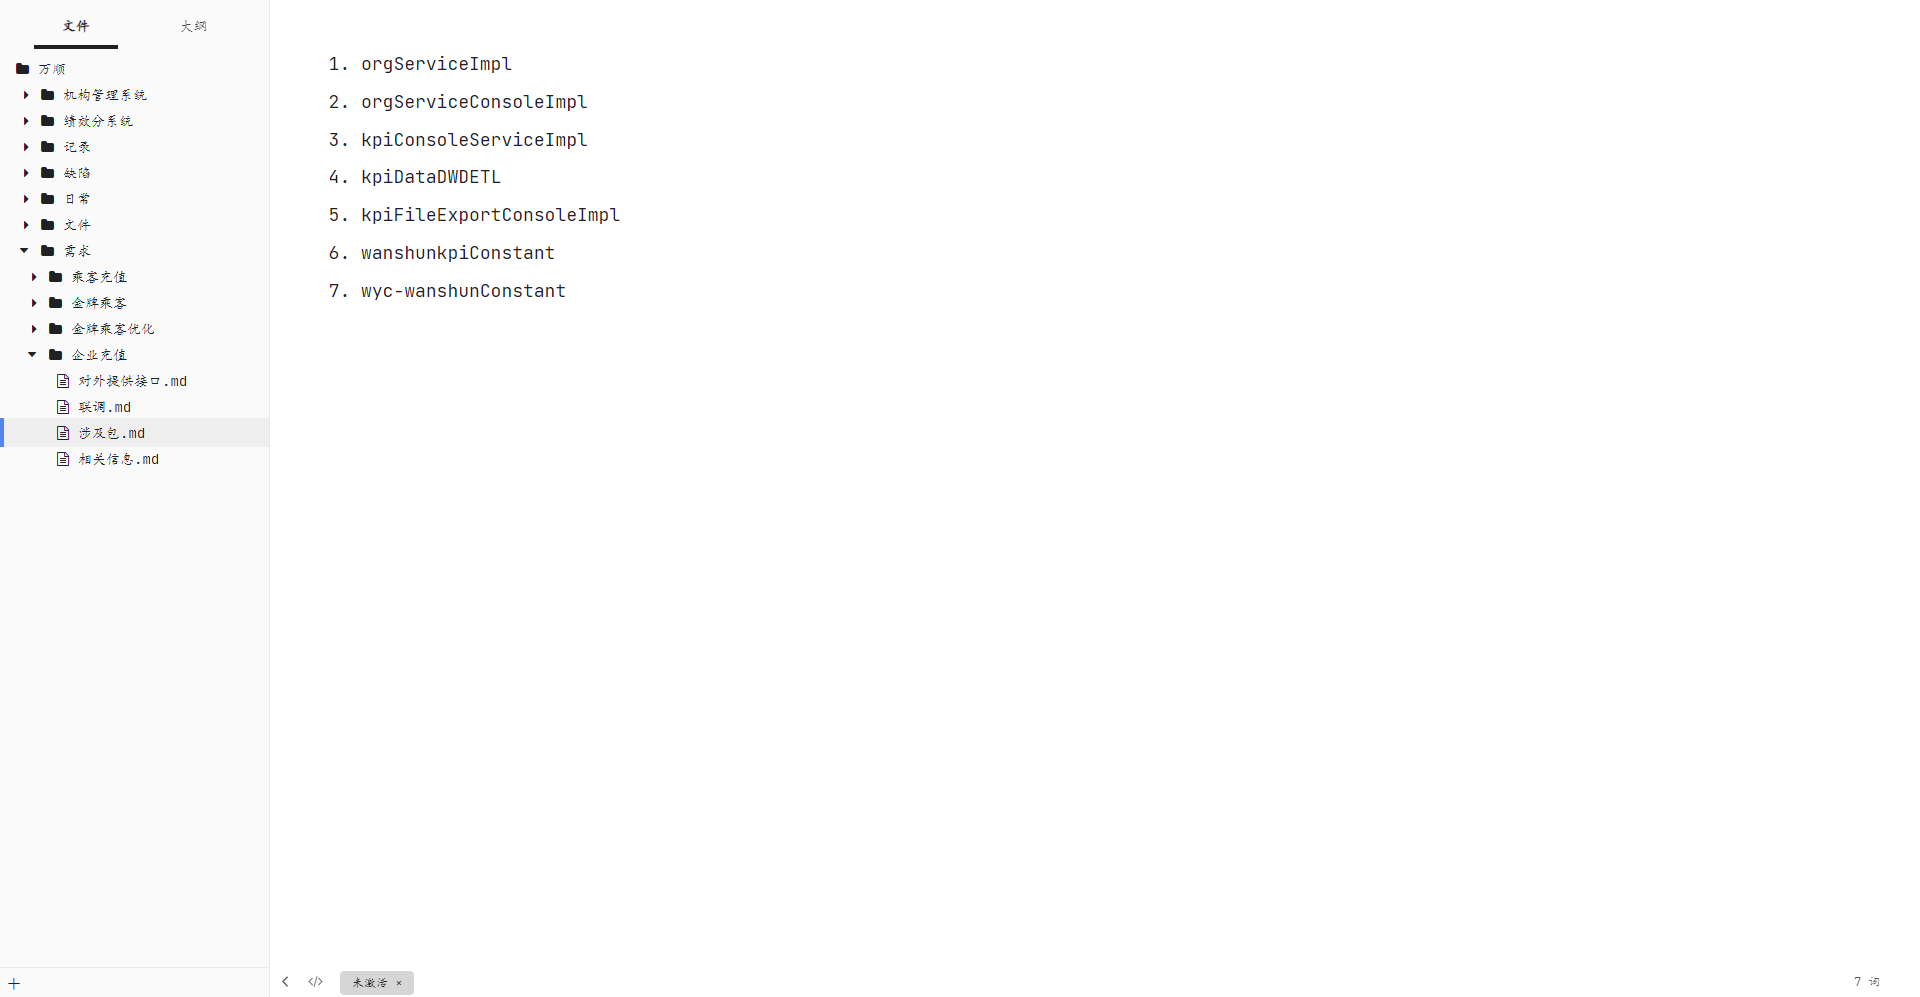 文件 大纲
万顺
机构管理系统
绩效分系统
记录
缺陷
日常
文件
需求
乘客充值
金牌乘客
金牌乘客优化
企业充值
对外提供接口.md
联调.md
涉及包.md
相关信息.md
1. orgServiceImpl
2. orgServiceConsoleImpl
3. kpiConsoleServiceImpl
4. kpiDataDWDETL
5. kpiFileExportConsoleImpl
6. wanshunkpiConstant
7. wyc-wanshunConstant
+ < </> 未激活 × 7 词